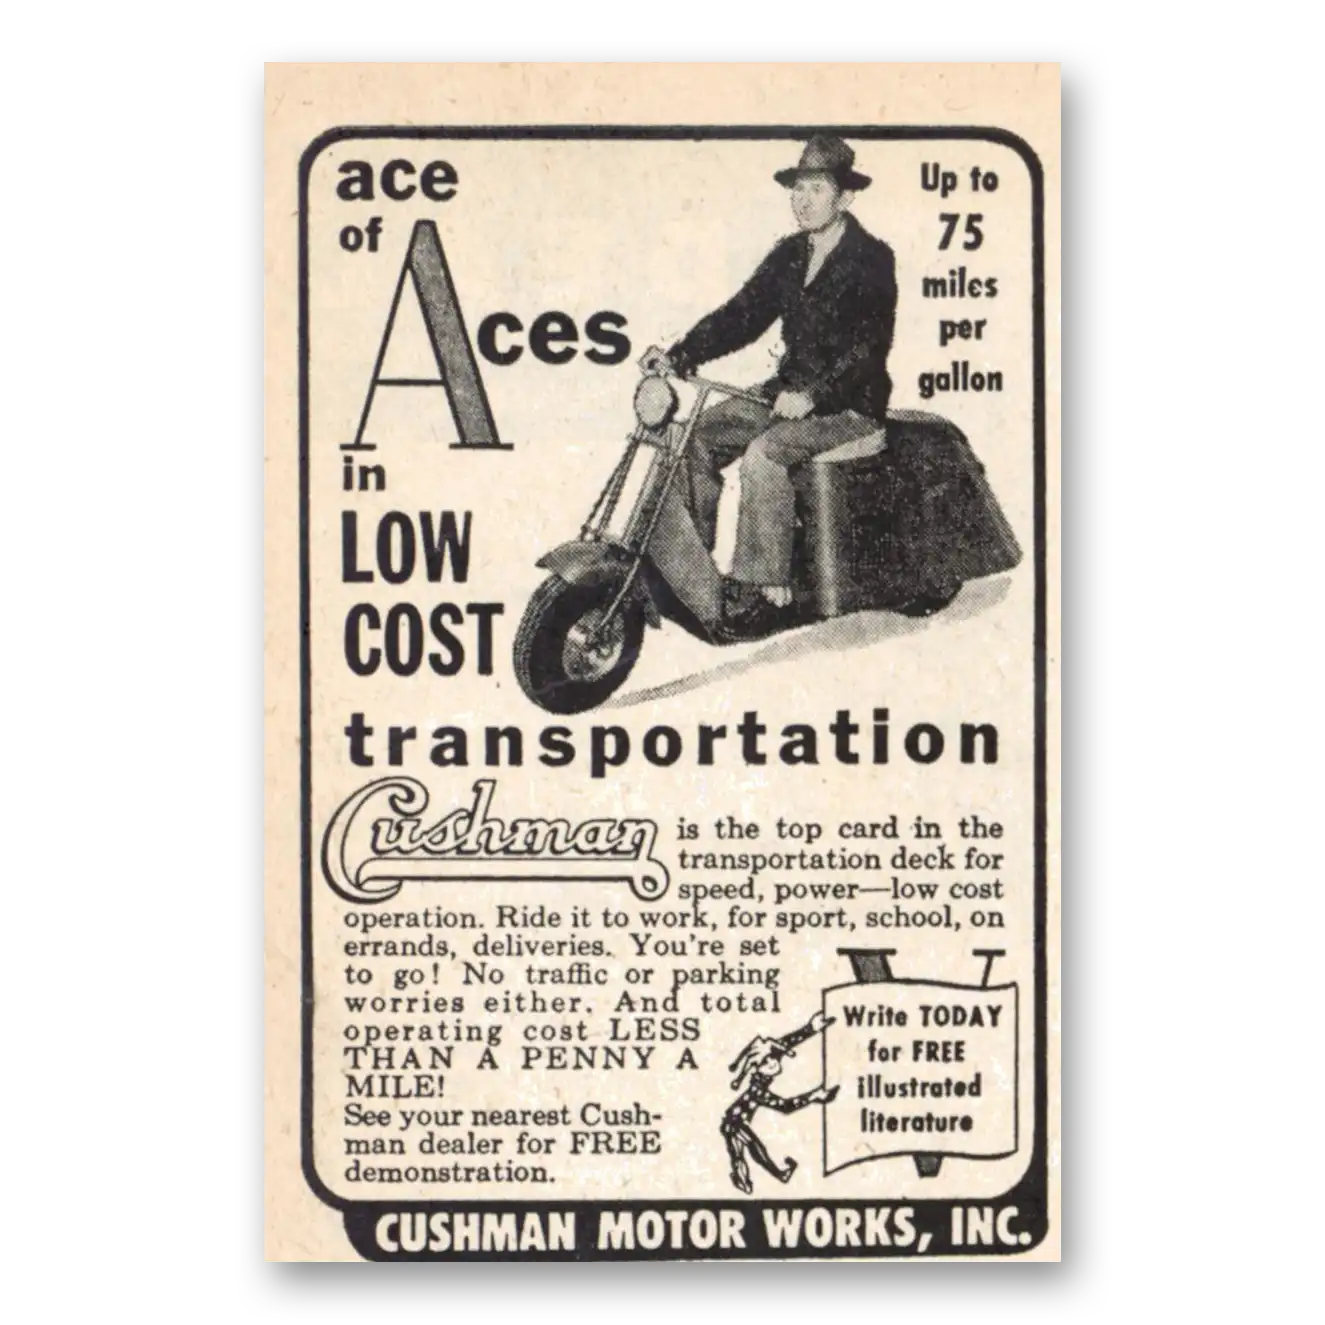 ace
of
Aces
in
LOW
COST
transportation
Up to
75
miles
per
gallon
Cushman is the top card in the
transportation deck for
speed, power—low cost
operation. Ride it to work, for sport, school, on
errands, deliveries. You're set
to go! No traffic or parking
worries either. And total
operating cost LESS
THAN A PENNY A
MILE!
See your nearest Cush-
man dealer for FREE
demonstration.
Write TODAY
for FREE
illustrated
literature
CUSHMAN MOTOR WORKS, INC.